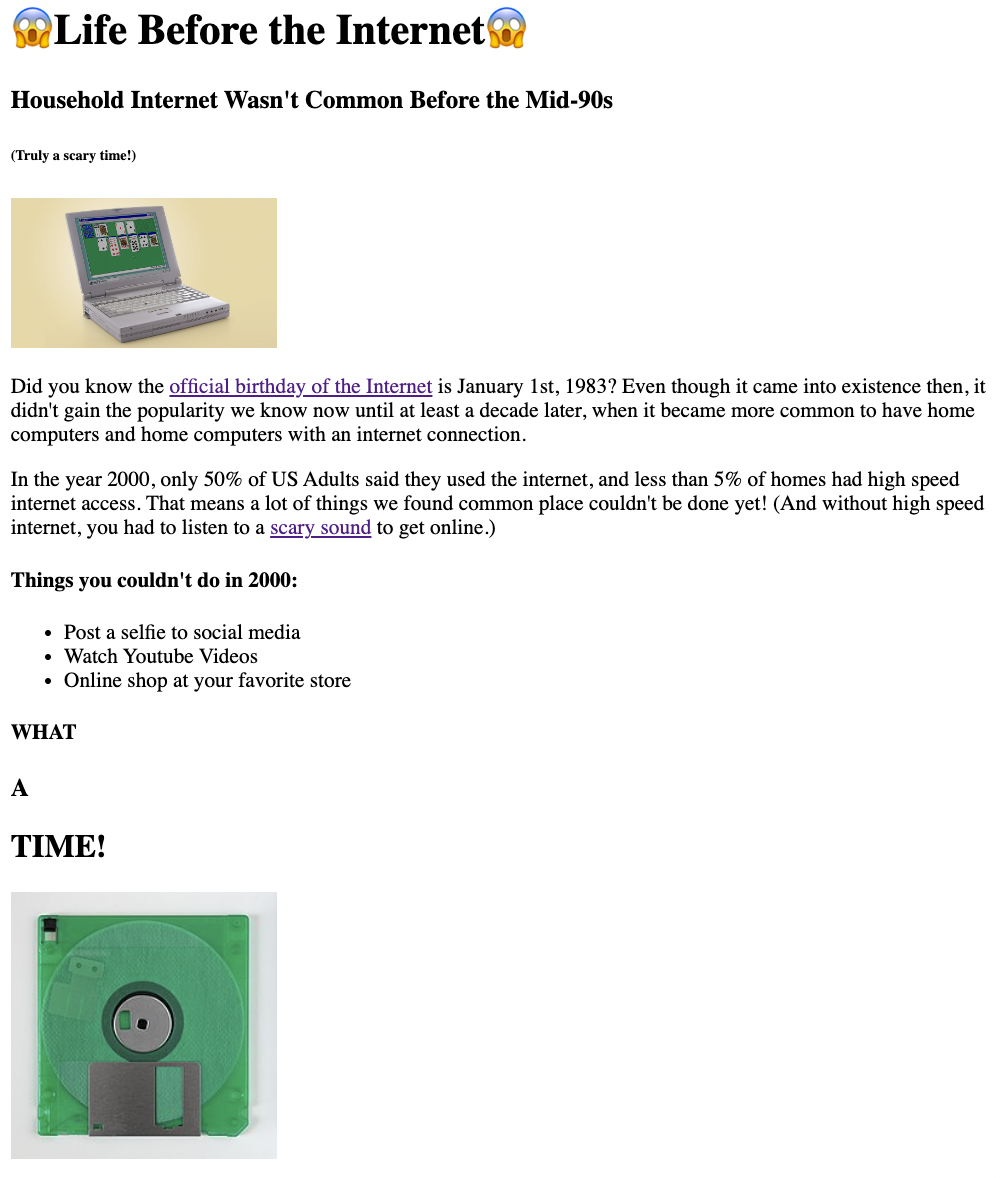 😱Life Before the Internet😱
Household Internet Wasn't Common Before the Mid-90s
(Truly a scary time!)
Did you know the official birthday of the Internet is January 1st, 1983? Even though it came into existence then, it
didn't gain the popularity we know now until at least a decade later, when it became more common to have home
computers and home computers with an internet connection.
In the year 2000, only 50% of US Adults said they used the internet, and less than 5% of homes had high speed
internet access. That means a lot of things we found common place couldn't be done yet! (And without high speed
internet, you had to listen to a scary sound to get online.)
Things you couldn't do in 2000:
• Post a selfie to social media
• Watch Youtube Videos
• Online shop at your favorite store
WHAT
A
TIME!